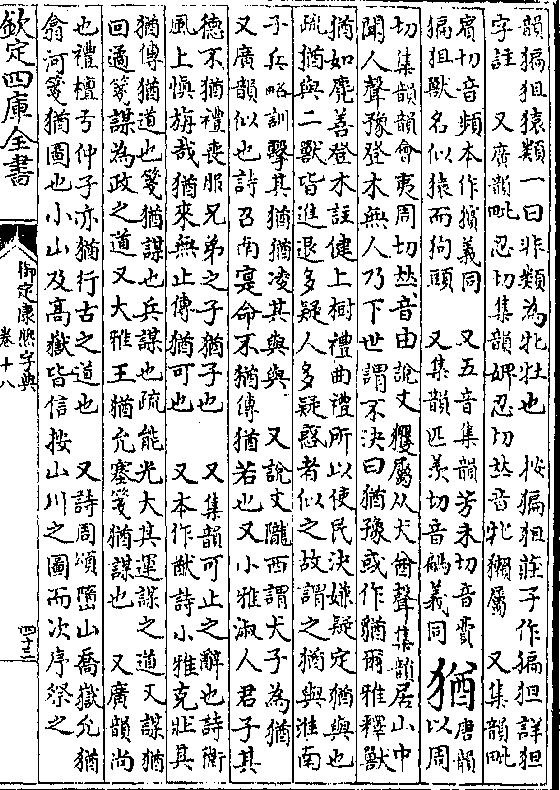 韻猵狙猿類一曰非類為牝牡也　按猵狙莊子作猵狚詳狚
字註　又廣韻毗忍切集韻婢忍切𠀤音牝獺屬　又集韻毗
賓切音頻本作獱義同　又五音集韻芳未切音費
猵狙獸名似猿而狗頭　又集韻匹羨切音騗義同
猶
唐韻
以周
切集韻韻會夷周切𠀤音由說文玃屬从犬酋聲集韻居山中
聞人聲豫登木無人乃下世謂不決曰猶豫或作猶爾雅釋獸
猶如麂善登木註健上樹禮曲禮所以使民決嫌疑定猶與也
疏猶與二獸皆進退多疑人多疑惑者似之故謂之猶與淮南
子兵略訓擊其猶猶凌其與與　又說文隴西謂犬子為猶
又廣韻似也詩召南寔命不猶傳猶若也又小雅淑人君子其
德不猶禮喪服兄弟之子猶子也　又集韻可止之辭也詩衛
風上慎旃哉猶來無止傳猶可也　又本作猷詩小雅克壯其
猶傳猶道也箋猶謀也兵謀也疏能光大其運謀之道又謀猶
回遹箋謀為政之道又大雅王猶允塞箋猶謀也　又廣韻尚
也禮檀弓仲子亦猶行古之道也　又詩周頌嶞山喬嶽允猶
翕河箋猶圖也小山及高嶽皆信按山川之圖而次序祭之
欽定四庫全書
御定康熙字典
卷十八
四十三